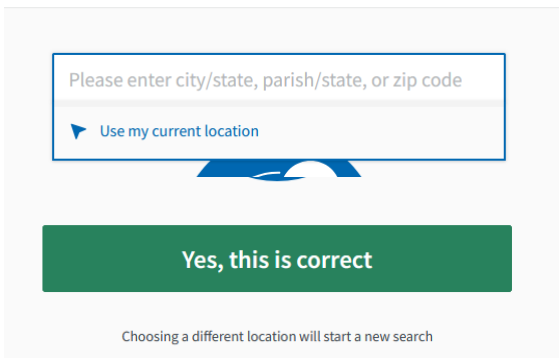 Please enter city/state, parish/state, or zip code
Use my current location
Yes, this is correct
Choosing a different location will start a new search